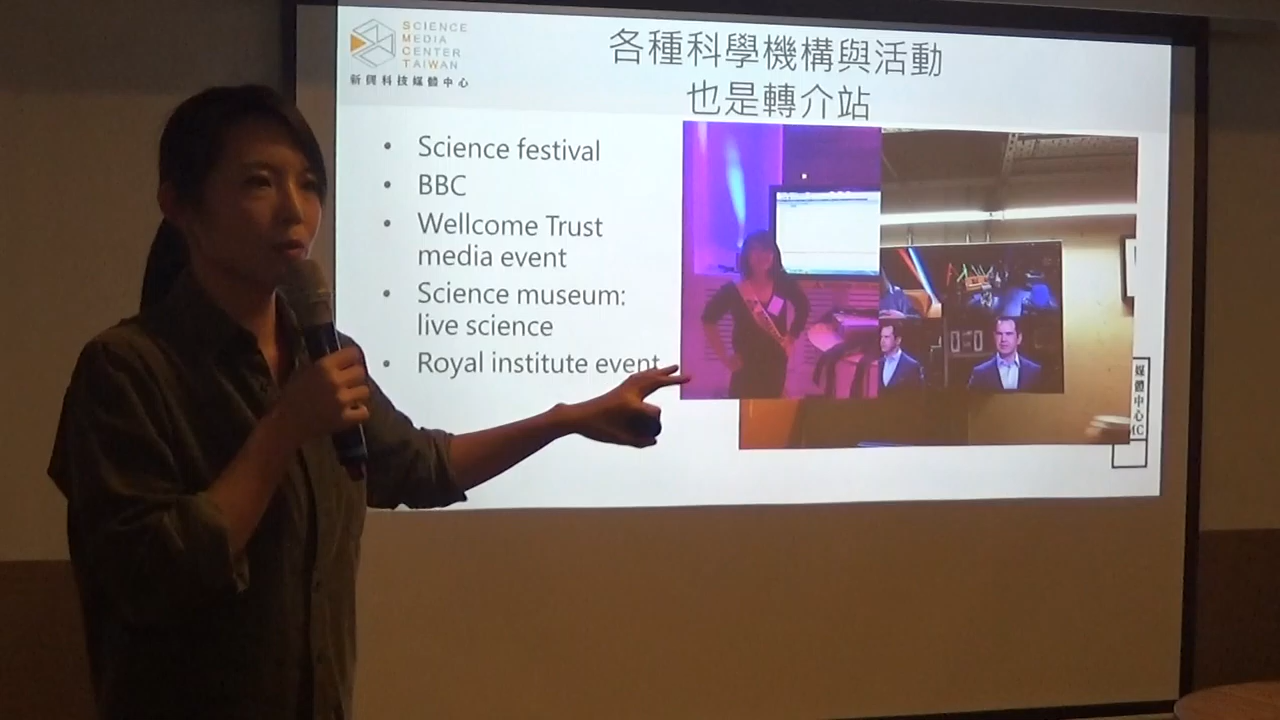 SCIENCE
MEDIA
CENTER
TAIWAN
新興科技媒體中心
各種科學機構與活動
也是轉介站
• Science festival
• BBC
• Wellcome Trust
media event
• Science museum:
live science
• Royal institute event
媒體中心